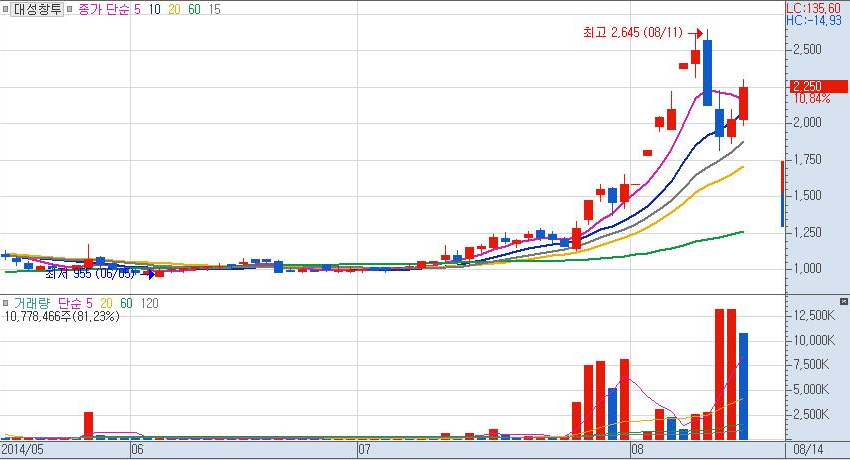 대성창투 종가 단순 5 10 20 60 15
LC:135,60
HC:-14,93
최고 2,645 (08/11)
2,500
2,250
10,84%
2,000
1,750
1,500
1,250
1,000
최저 955 (06/05)
거래량 단순 5 20 60 120
10,778,466주(81,23%)
12,500K
10,000K
7,500K
5,000K
2,500K
2014/05 06 07 08 08/14